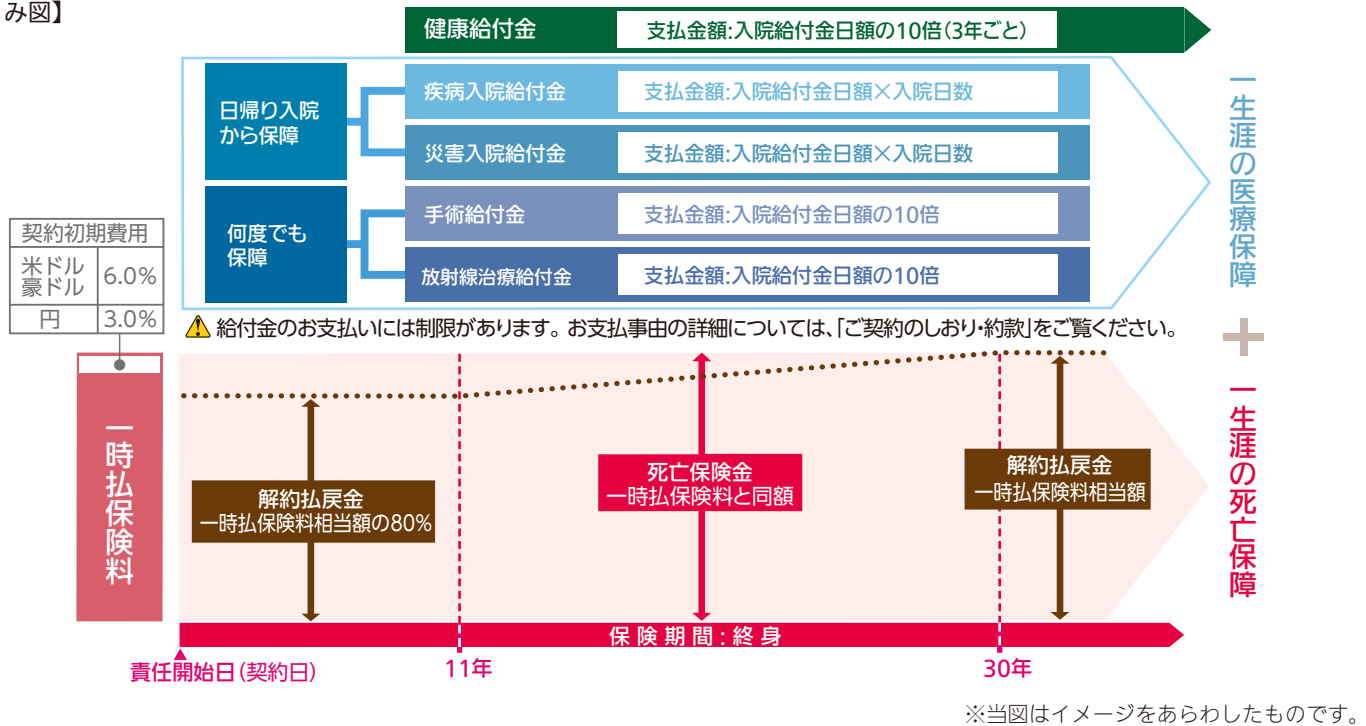 み図】
健康給付金
支払金額:入院給付金日額の10倍(3年ごと)
日帰り入院
から保障
疾病入院給付金
支払金額:入院給付金日額×入院日数
災害入院給付金
支払金額:入院給付金日額×入院日数
何度でも
保障
手術給付金
支払金額:入院給付金日額の10倍
放射線治療給付金
支払金額:入院給付金日額の10倍
一生涯の医療保障
+
一生涯の死亡保障
契約初期費用
米ドル
豪ドル
6.0%
円
3.0%
給付金のお支払いには制限があります。お支払事由の詳細については、「ご契約のしおり・約款」をご覧ください。
一時払保険料
解約払戻金
一時払保険料相当額の80%
死亡保険金
一時払保険料と同額
解約払戻金
一時払保険料相当額
保険期間:終身
責任開始日(契約日)
11年
30年
※当図はイメージをあらわしたものです。